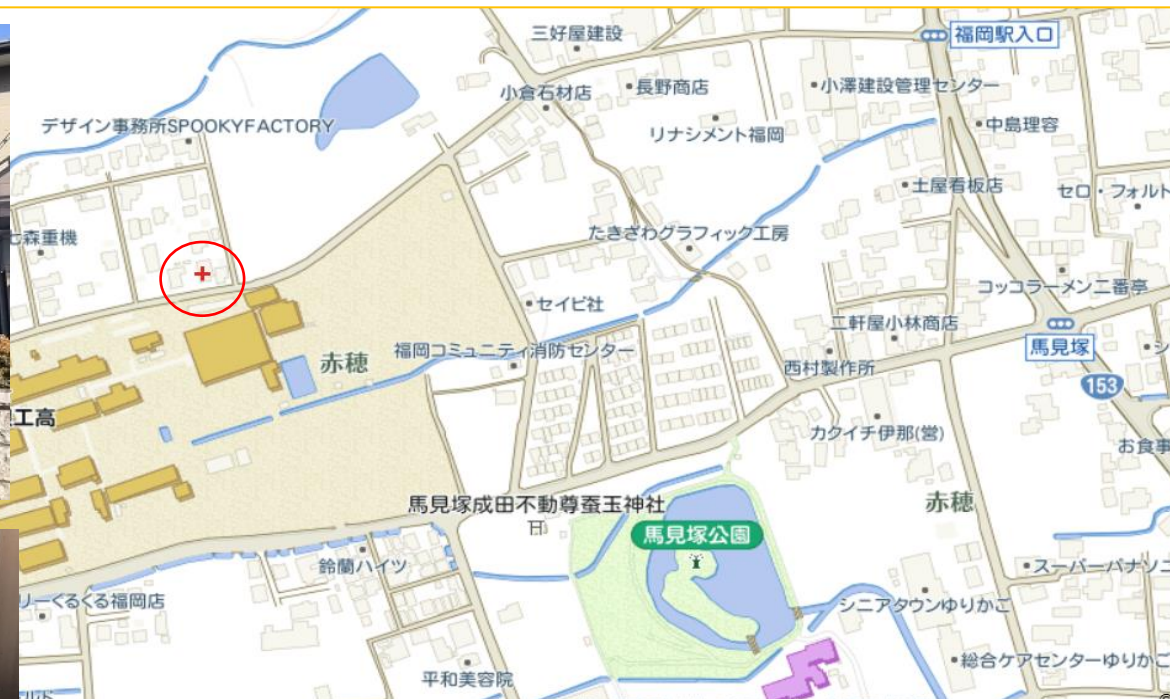 三好屋建設
福岡駅入口
小倉石材店
長野商店
小澤建設管理センター
デザイン事務所SPOOKYFACTORY
リナシメント福岡
中島理容
土屋看板店
セロ・フォルト
七森重機
たきざわグラフィック工房
コッコラーメン二番亭
セイビ社
二軒屋小林商店
馬見塚
赤穂
福岡コミュニティ消防センター
西村製作所
153
工高
カクイチ伊那(営)
お食事
馬見塚成田不動尊蚕玉神社
赤穂
馬見塚公園
鈴蘭ハイツ
スーパーパナソニ
リーくるくる福岡店
シニアタウンゆりかご
総合ケアセンターゆりかご
平和美容院